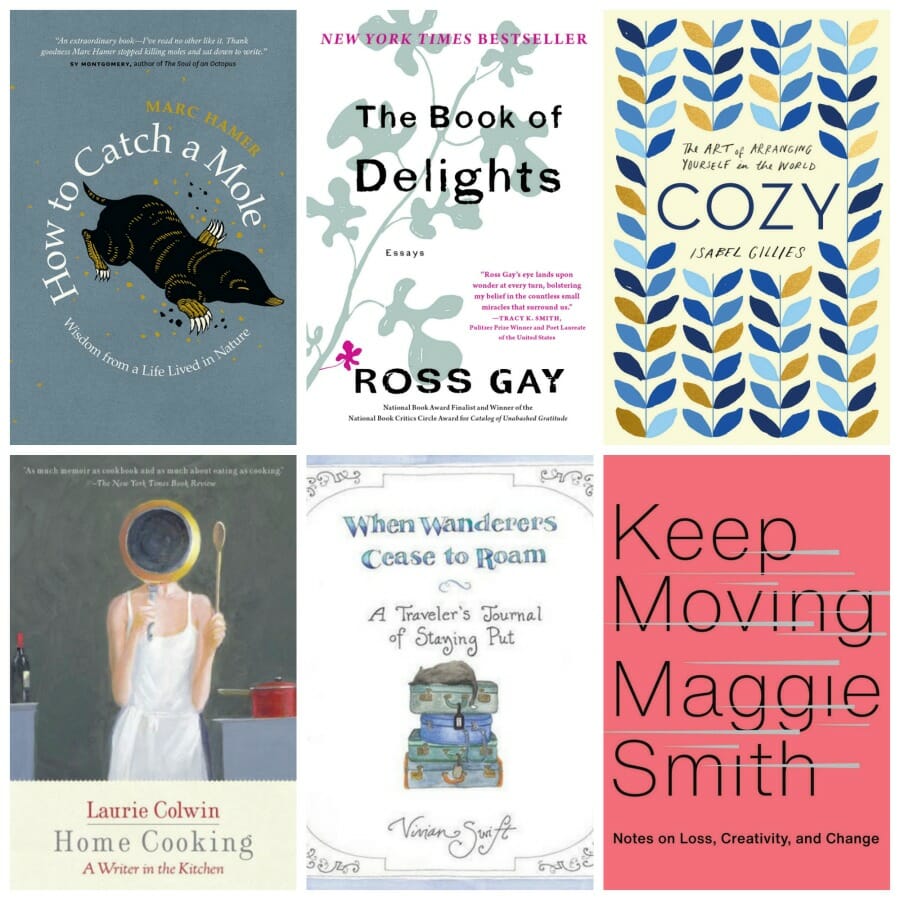 "An extraordinary book—I've read no other like it. Thank
goodness Marc Hamer stopped killing moles and sat down to write."
SY MONTGOMERY, author of The Soul of an Octopus
MARC HAMER
How to Catch a Mole
Wisdom from a Life Lived in Nature
NEW YORK TIMES BESTSELLER
The Book of
Delights
Essays
"Ross Gay's eye lands upon
wonder at every turn, bolstering
my belief in the countless small
miracles that surround us."
—TRACY K. SMITH,
Pulitzer Prize Winner and Poet Laureate
of the United States
ROSS GAY
National Book Award Finalist and Winner of the
National Book Critics Circle Award for Catalog of Unabashed Gratitude
The ART of ARRANGING
YOURSELF in the WORLD
COZY
ISABEL GILLIES
"As much memoir as cookbook and as much about eating as cooking"
—The New York Times Book Review
Laurie Colwin
Home Cooking
A Writer in the Kitchen
When Wanderers
Cease to Roam
A Traveler's Journal
of Staying Put
Vivian Swift
Keep
Moving
Maggie
Smith
Notes on Loss, Creativity, and Change